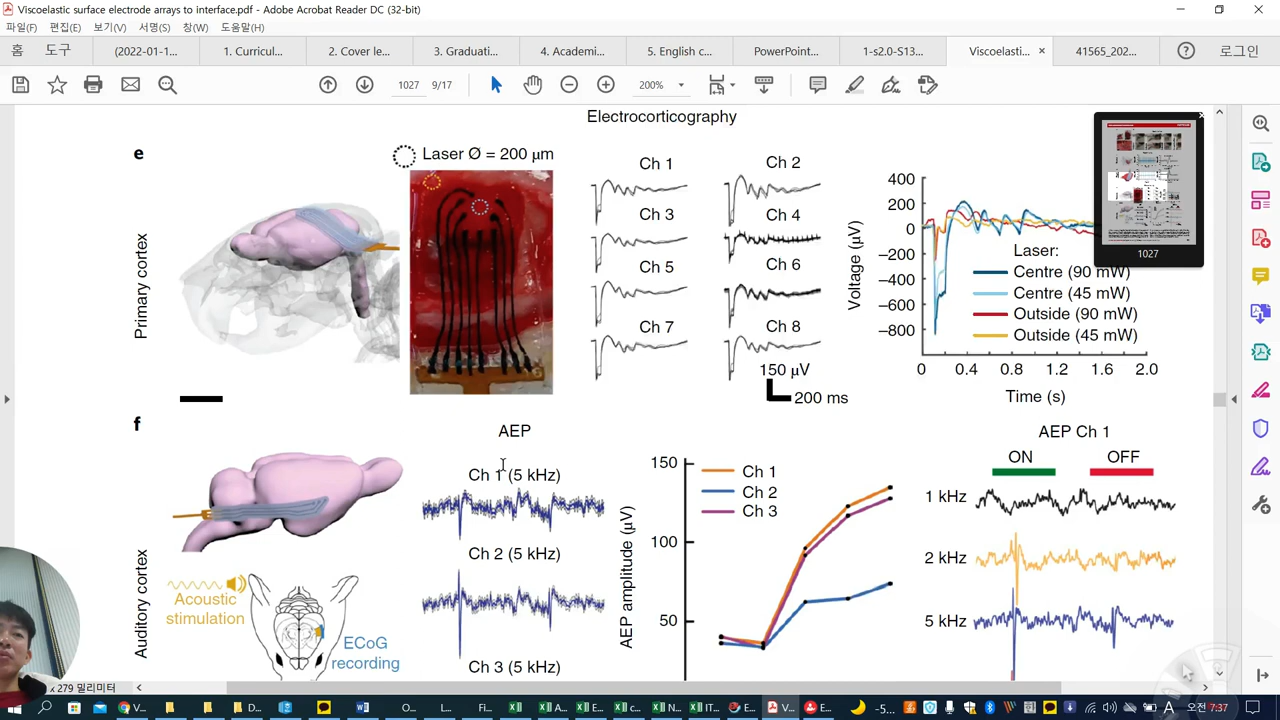 Viscoelastic surface electrode arrays to interface.pdf - Adobe Acrobat Reader DC (32-bit)
파일(F) 편집(E) 보기(V) 서명(S) 창(W) 도움말(H)
홈 도구 (2022-01-1... 1. Curricul... 2. Cover le... 3. Graduati... 4. Academi... 5. English c... PowerPoint... 1-s2.0-S13... Viscoelasti... × 41565_202... 로그인
1027 9/17 200%
Electrocorticography
e
Laser Ø = 200 μm
Primary cortex
Ch 1 Ch 2
Ch 3 Ch 4
Ch 5 Ch 6
Ch 7 Ch 8
150 μV
200 ms
Voltage (μV)
400
200
0
–200
–400
–600
–800
Laser:
Centre (90 mW)
Centre (45 mW)
Outside (90 mW)
Outside (45 mW)
0 0.4 0.8 1.2 1.6 2.0
Time (s)
1027
f
Auditory cortex
Acoustic
stimulation
ECoG
recording
AEP
Ch 1 (5 kHz)
Ch 2 (5 kHz)
Ch 3 (5 kHz)
AEP amplitude (μV)
150
100
50
Ch 1
Ch 2
Ch 3
AEP Ch 1
ON OFF
1 kHz
2 kHz
5 kHz
x 279 밀리미터
V... O... L... Fi... E... E... E... N... IT... E... V... E... -5... A 오전 7:37